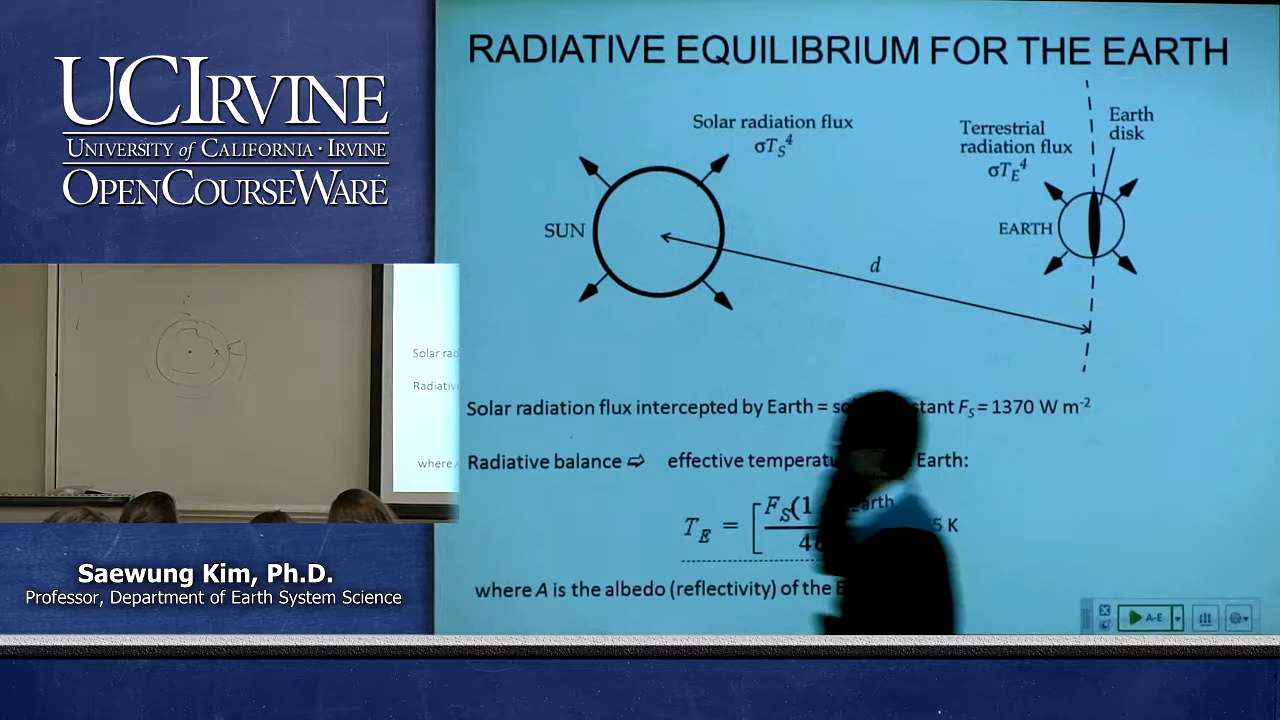 UCIRVINE
UNIVERSITY of CALIFORNIA · IRVINE
OPENCOURSEWARE
Solar rad
Radiativ
where
Saewung Kim, Ph.D.
Professor, Department of Earth System Science
RADIATIVE EQUILIBRIUM FOR THE EARTH
Solar radiation flux
σT_S^4
Terrestrial
radiation flux
σT_E^4
Earth
disk
SUN
EARTH
d
Solar radiation flux intercepted by Earth = stant F_S = 1370 W m^-2
Radiative balance ⇨ effective temperatu Earth:
T_E = [ F_S(1 / 4 arth 5 K
where A is the albedo (reflectivity) of the E
A-E